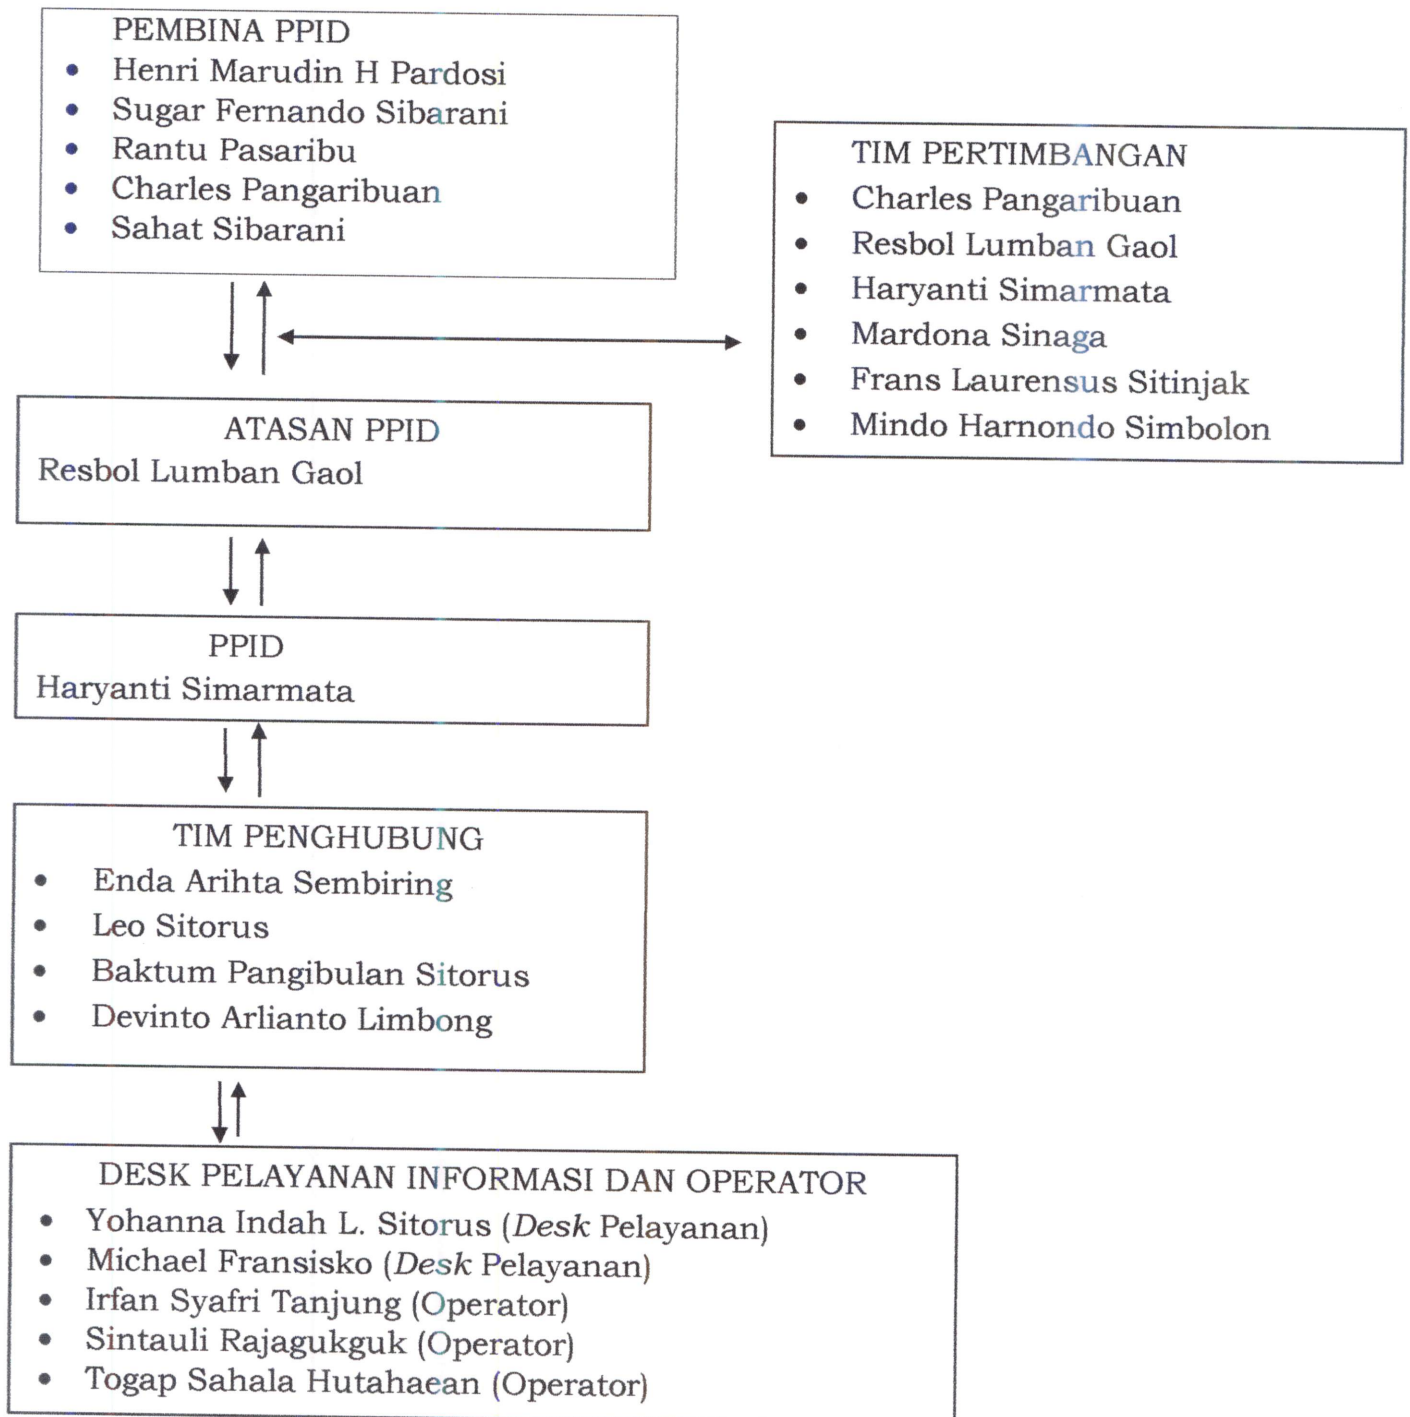 PEMBINA PPID
• Henri Marudin H Pardosi
• Sugar Fernando Sibarani
• Rantu Pasaribu
• Charles Pangaribuan
• Sahat Sibarani
TIM PERTIMBANGAN
• Charles Pangaribuan
• Resbol Lumban Gaol
• Haryanti Simarmata
• Mardona Sinaga
• Frans Laurensus Sitinjak
• Mindo Harnondo Simbolon
ATASAN PPID
Resbol Lumban Gaol
PPID
Haryanti Simarmata
TIM PENGHUBUNG
• Enda Arihta Sembiring
• Leo Sitorus
• Baktum Pangibulan Sitorus
• Devinto Arlianto Limbong
DESK PELAYANAN INFORMASI DAN OPERATOR
• Yohanna Indah L. Sitorus (Desk Pelayanan)
• Michael Fransisko (Desk Pelayanan)
• Irfan Syafri Tanjung (Operator)
• Sintauli Rajagukguk (Operator)
• Togap Sahala Hutahaean (Operator)